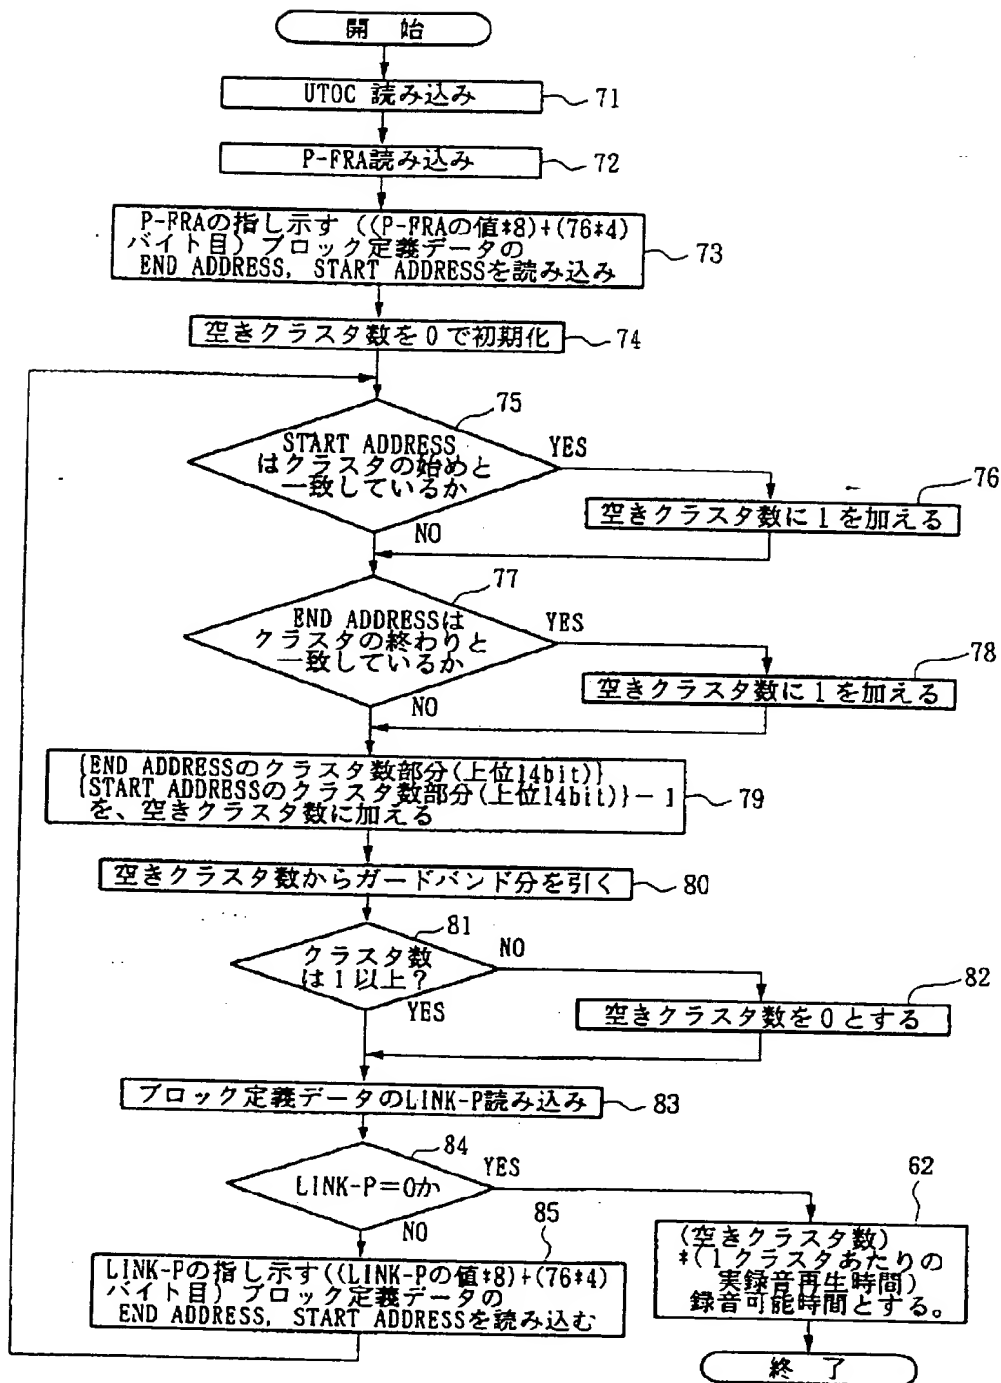 開 始
UTOC 読み込み
71
P-FRA読み込み
72
P-FRAの指し示す ((P-FRAの値*8)+(76*4)
バイト目) ブロック定義データの
END ADDRESS, START ADDRESSを読み込み
73
空きクラスタ数を0で初期化
74
75
START ADDRESS
はクラスタの始めと
一致しているか
YES
NO
76
空きクラスタ数に1を加える
77
END ADDRESSは
クラスタの終わりと
一致しているか
YES
NO
78
空きクラスタ数に1を加える
{END ADDRESSのクラスタ数部分(上位14bit)}
{START ADDRESSのクラスタ数部分(上位14bit)}-1
を、空きクラスタ数に加える
79
空きクラスタ数からガードバンド分を引く
80
81
クラスタ数
は1以上?
NO
YES
82
空きクラスタ数を0とする
ブロック定義データのLINK-P読み込み
83
84
LINK-P=0か
YES
NO
85
LINK-Pの指し示す((LINK-Pの値*8)+(76*4)
バイト目) ブロック定義データの
END ADDRESS, START ADDRESSを読み込む
62
(空きクラスタ数)
*(1クラスタあたりの
実録音再生時間)
録音可能時間とする。
終 了